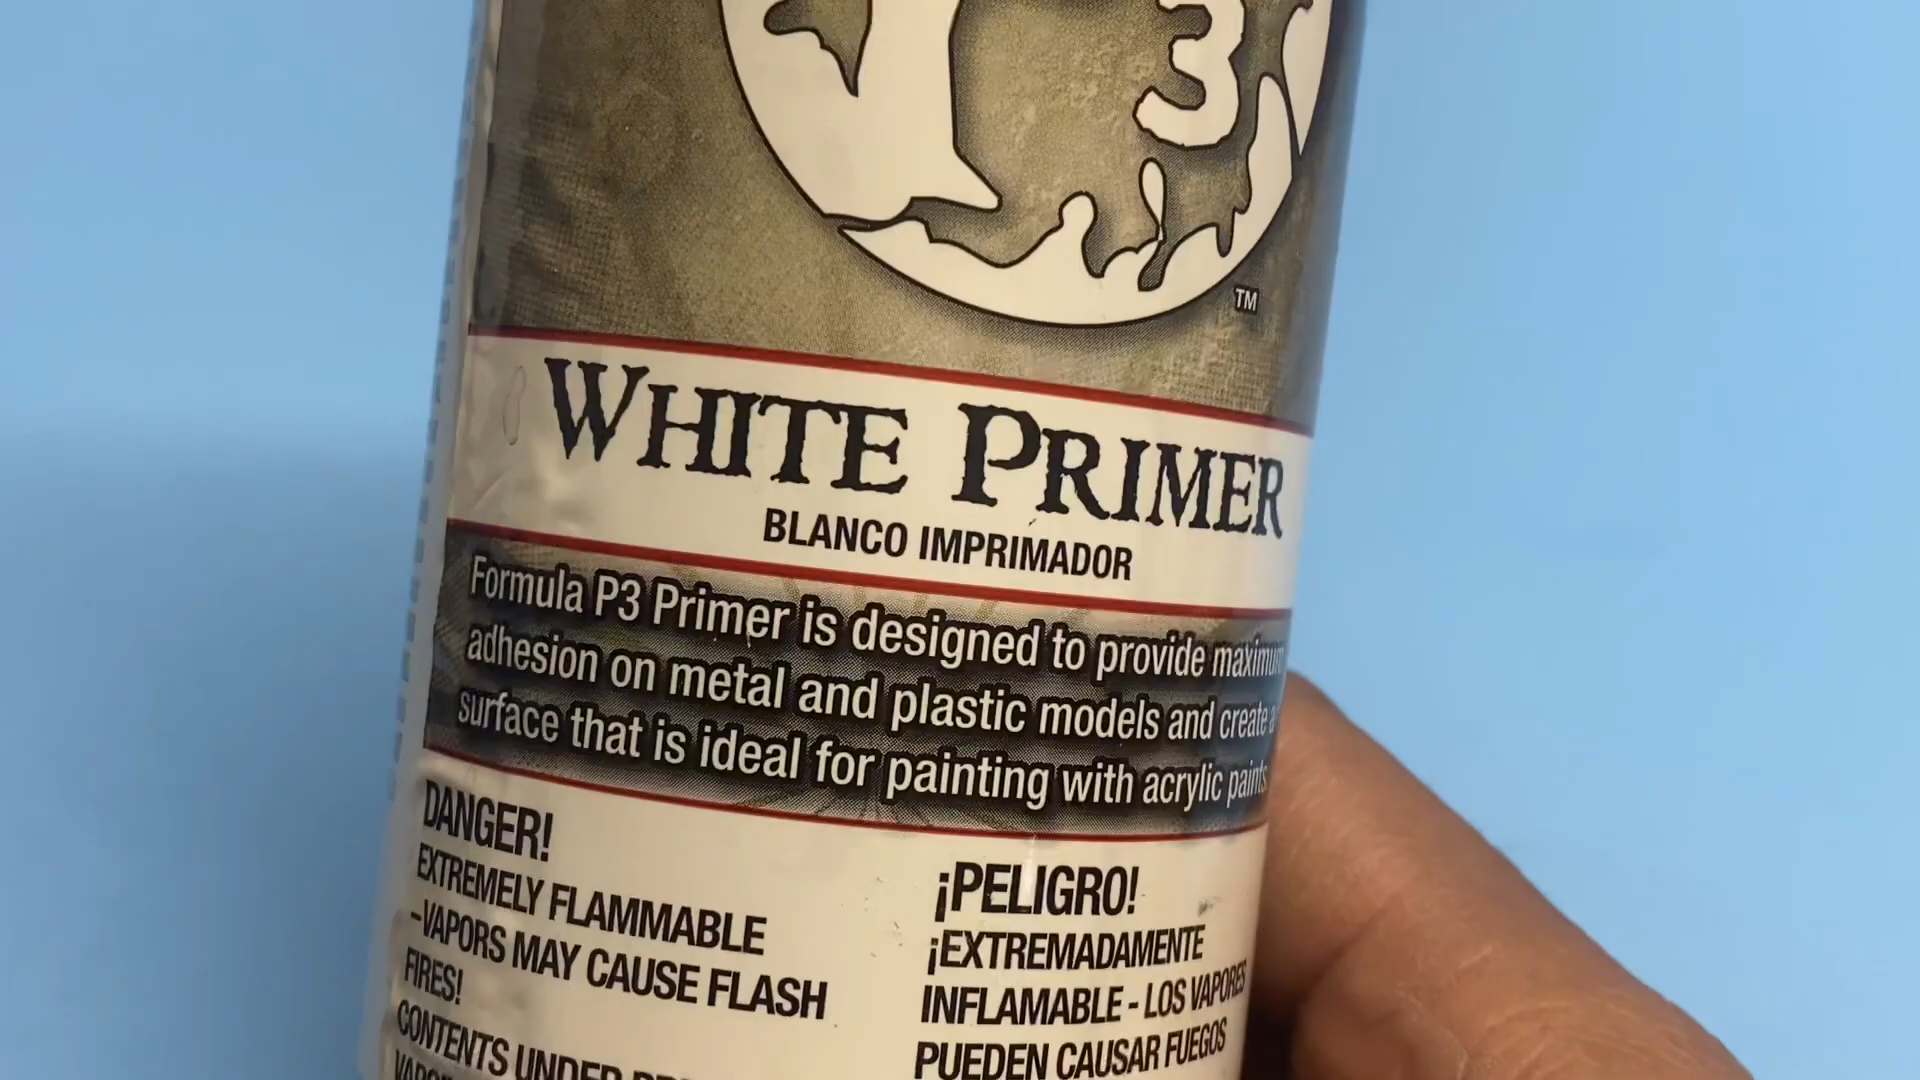 3
TM
WHITE PRIMER
BLANCO IMPRIMADOR
Formula P3 Primer is designed to provide maximum
adhesion on metal and plastic models and create a
surface that is ideal for painting with acrylic paints
DANGER!
EXTREMELY FLAMMABLE
–VAPORS MAY CAUSE FLASH
FIRES!
CONTENTS UNDER
¡PELIGRO!
¡EXTREMADAMENTE
INFLAMABLE - LOS VAPORES
PUEDEN CAUSAR FUEGOS